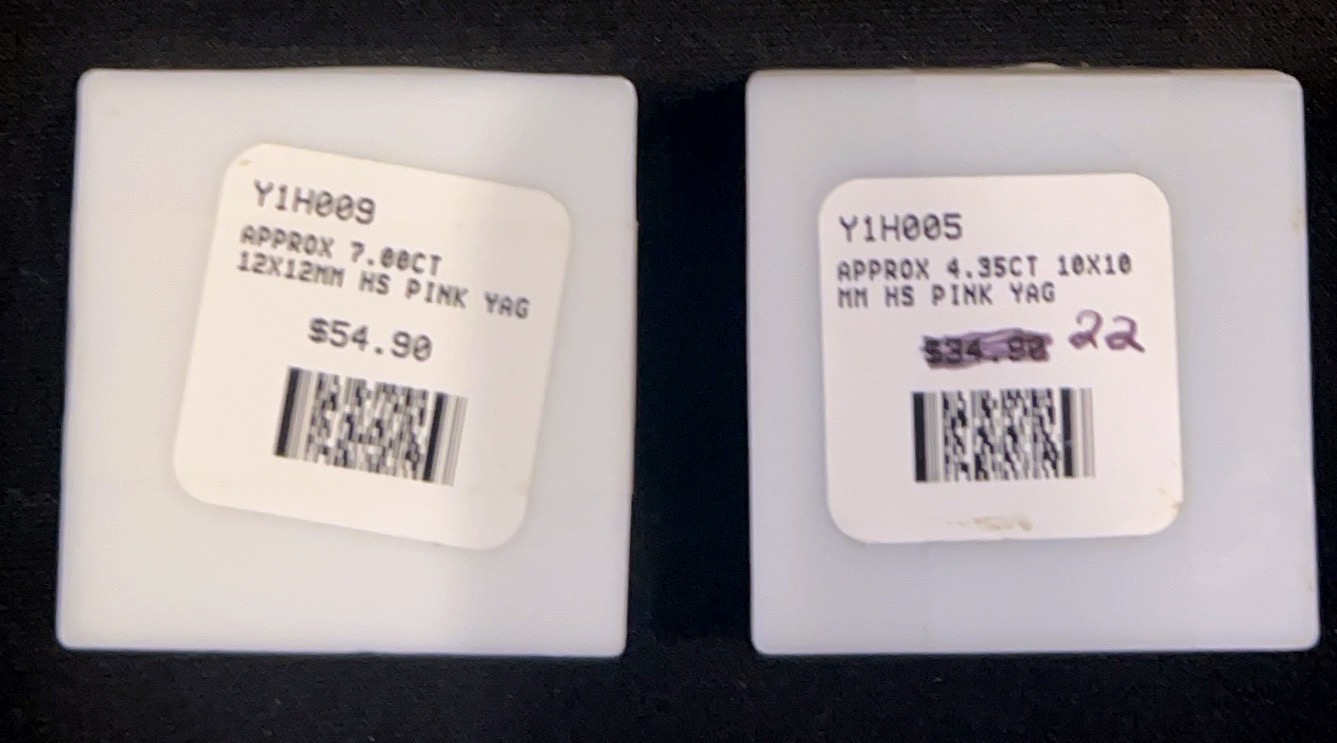 Y1H009
APPROX 7.00CT
12X12MM HS PINK YAG
$54.90
Y1H005
APPROX 4.35CT 10X10
MM HS PINK YAG
$34.90 22